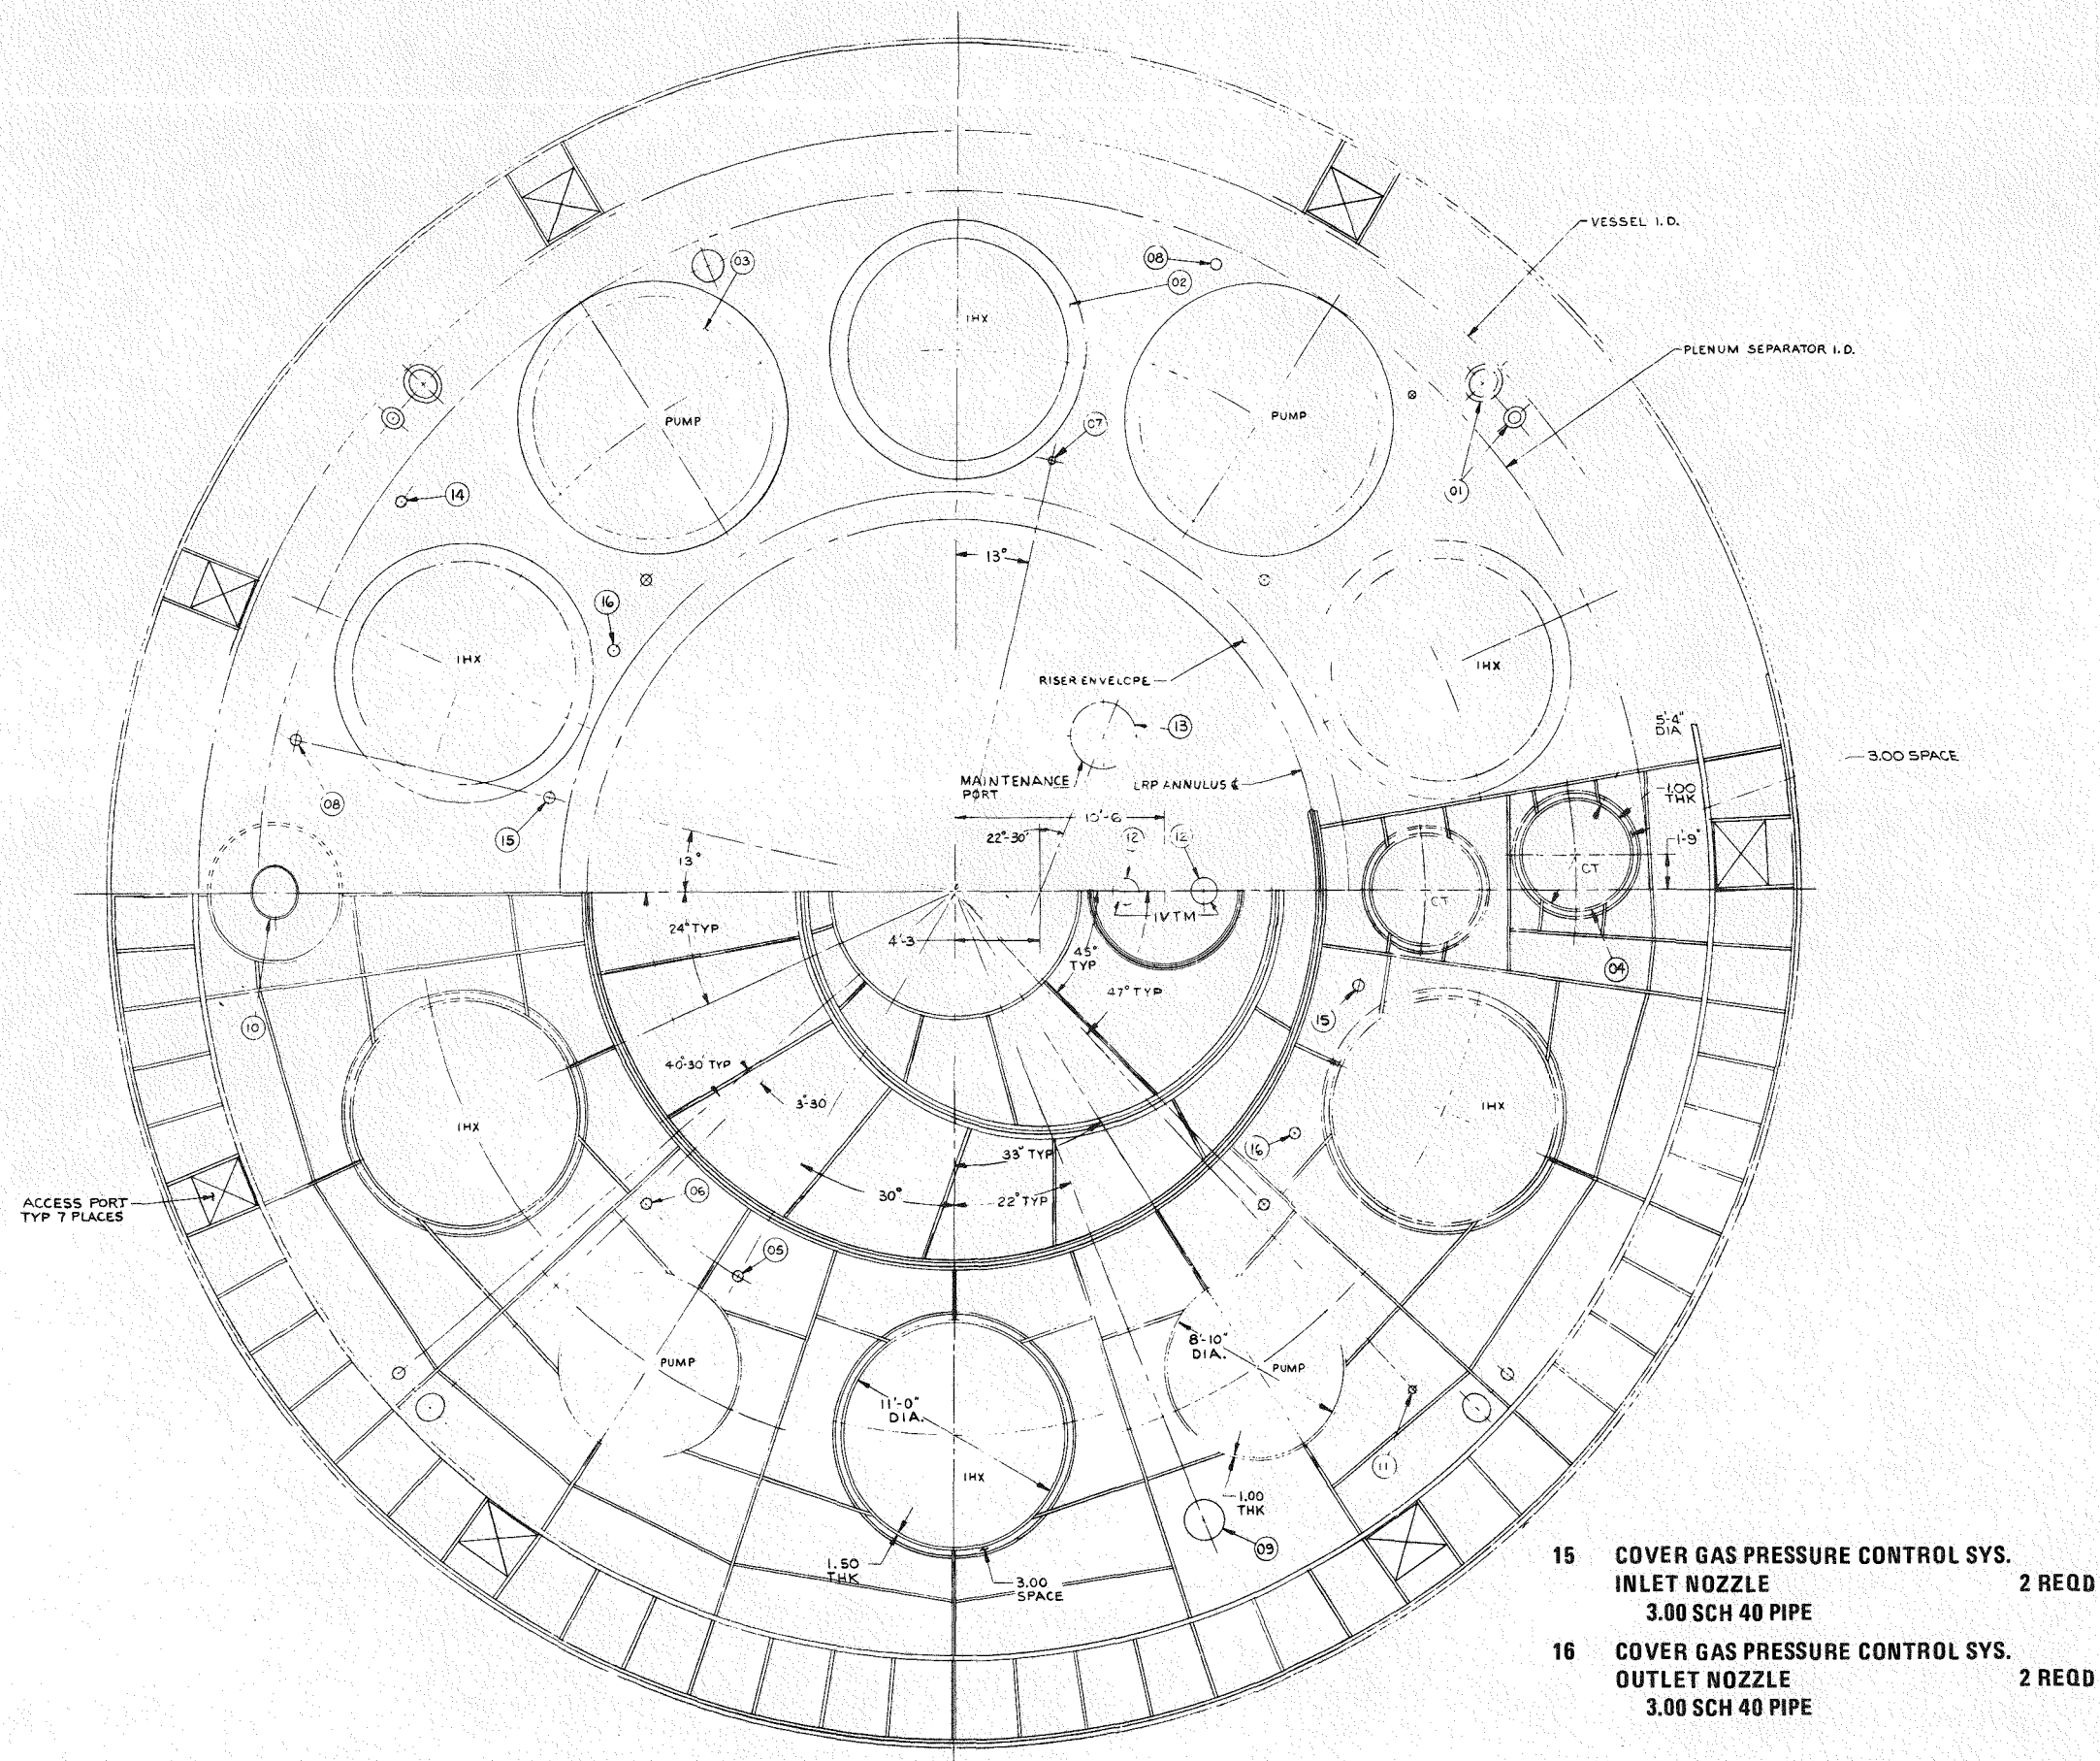 VESSEL I.D.
03
08
02
IHX
PLENUM SEPARATOR I.D.
PUMP
PUMP
07
14
01
13°
16
IHX
IHX
RISER ENVELOPE
13
5'-4"
DIA
3.00 SPACE
MAINTENANCE
PORT
LRP ANNULUS ℄
1.00
THK
08
15
10'-6
22°-30'
12
12
1'-9"
13°
CT
CT
IVTM
24° TYP
4'-3
45°
TYP
04
47° TYP
10
15
40°-30' TYP
3°-30'
IHX
IHX
16
33° TYP
ACCESS PORT
TYP 7 PLACES
06
30°
22° TYP
05
PUMP
8'-10"
DIA.
PUMP
11'-0"
DIA.
11
IHX
1.00
THK
09
1.50
THK
3.00
SPACE
15 COVER GAS PRESSURE CONTROL SYS.
INLET NOZZLE 2 REQD
3.00 SCH 40 PIPE
16 COVER GAS PRESSURE CONTROL SYS.
OUTLET NOZZLE 2 REQD
3.00 SCH 40 PIPE